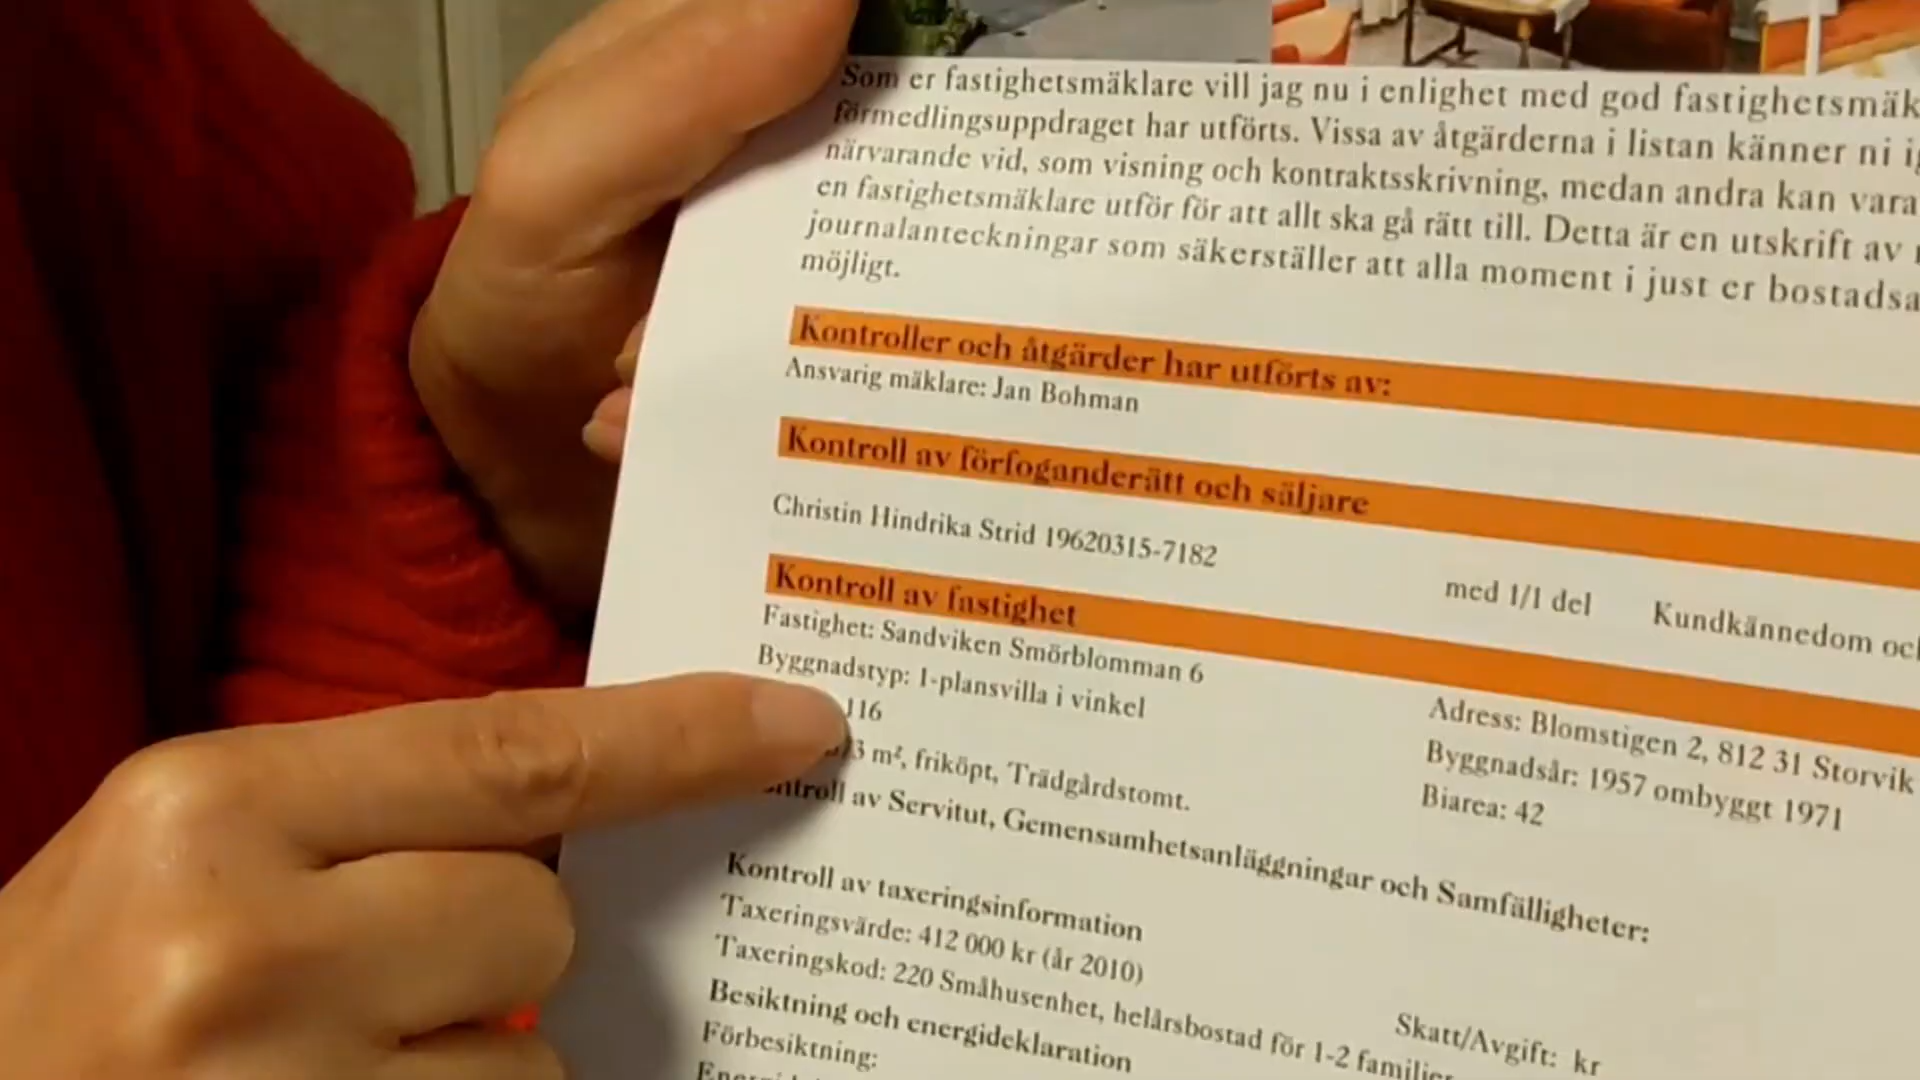 Som er fastighetsmäklare vill jag nu i enlighet med god fastighetsmäk
förmedlingsuppdraget har utförts. Vissa av åtgärderna i listan känner ni ig
närvarande vid, som visning och kontraktsskrivning, medan andra kan vara
en fastighetsmäklare utför för att allt ska gå rätt till. Detta är en utskrift av
journalanteckningar som säkerställer att alla moment i just er bostadsa
möjligt.
Kontroller och åtgärder har utförts av:
Ansvarig mäklare: Jan Bohman
Kontroll av förfoganderätt och säljare
Christin Hindrika Strid 19620315-7182 med 1/1 del Kundkännedom och
Kontroll av fastighet
Fastighet: Sandviken Smörblomman 6 Adress: Blomstigen 2, 812 31 Storvik
Byggnadstyp: 1-plansvilla i vinkel Byggnadsår: 1957 ombyggt 1971
116 Biarea: 42
3 m², friköpt, Trädgårdstomt.
ntroll av Servitut, Gemensamhetsanläggningar och Samfälligheter:
Kontroll av taxeringsinformation
Taxeringsvärde: 412 000 kr (år 2010) Skatt/Avgift: kr
Taxeringskod: 220 Småhusenhet, helårsbostad för 1-2 familjer
Besiktning och energideklaration
Förbesiktning: